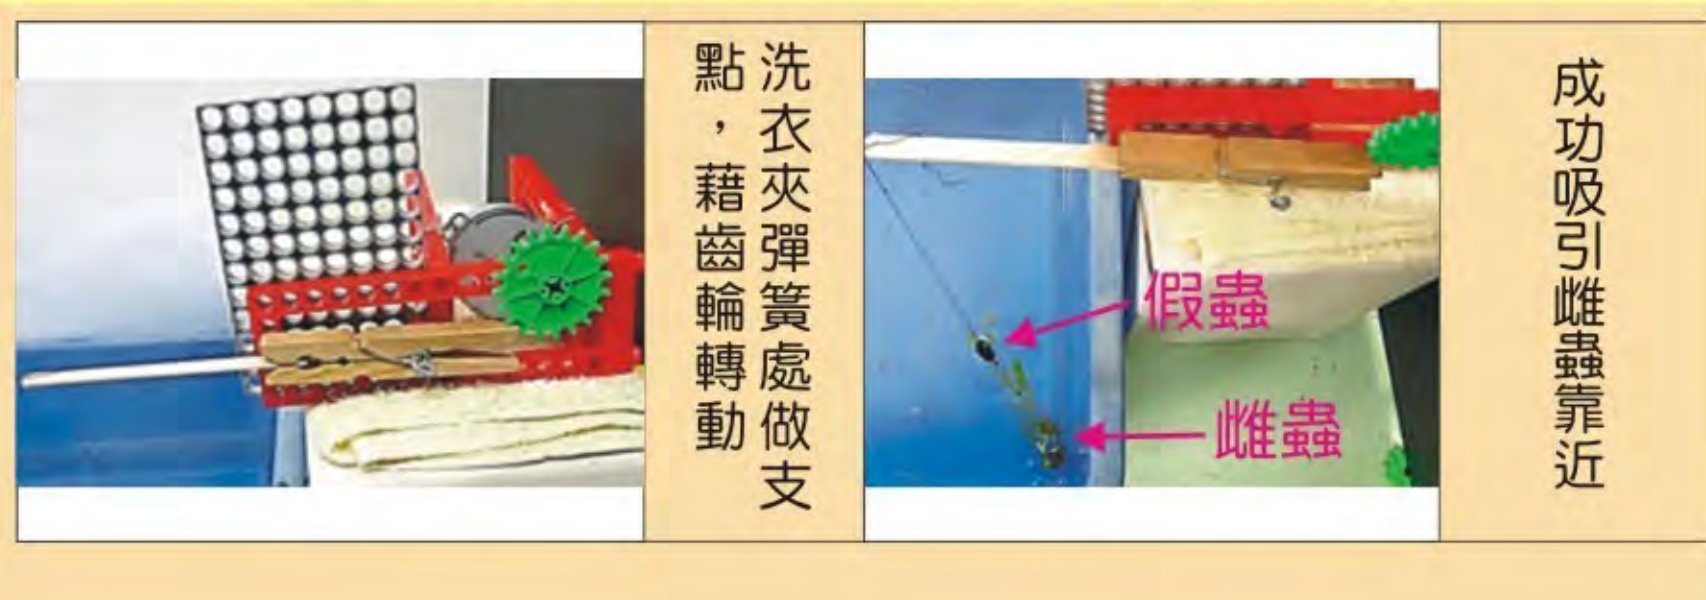 洗衣夾彈簧處做支
點，藉齒輪轉動
假蟲
雌蟲
成功吸引雌蟲靠近